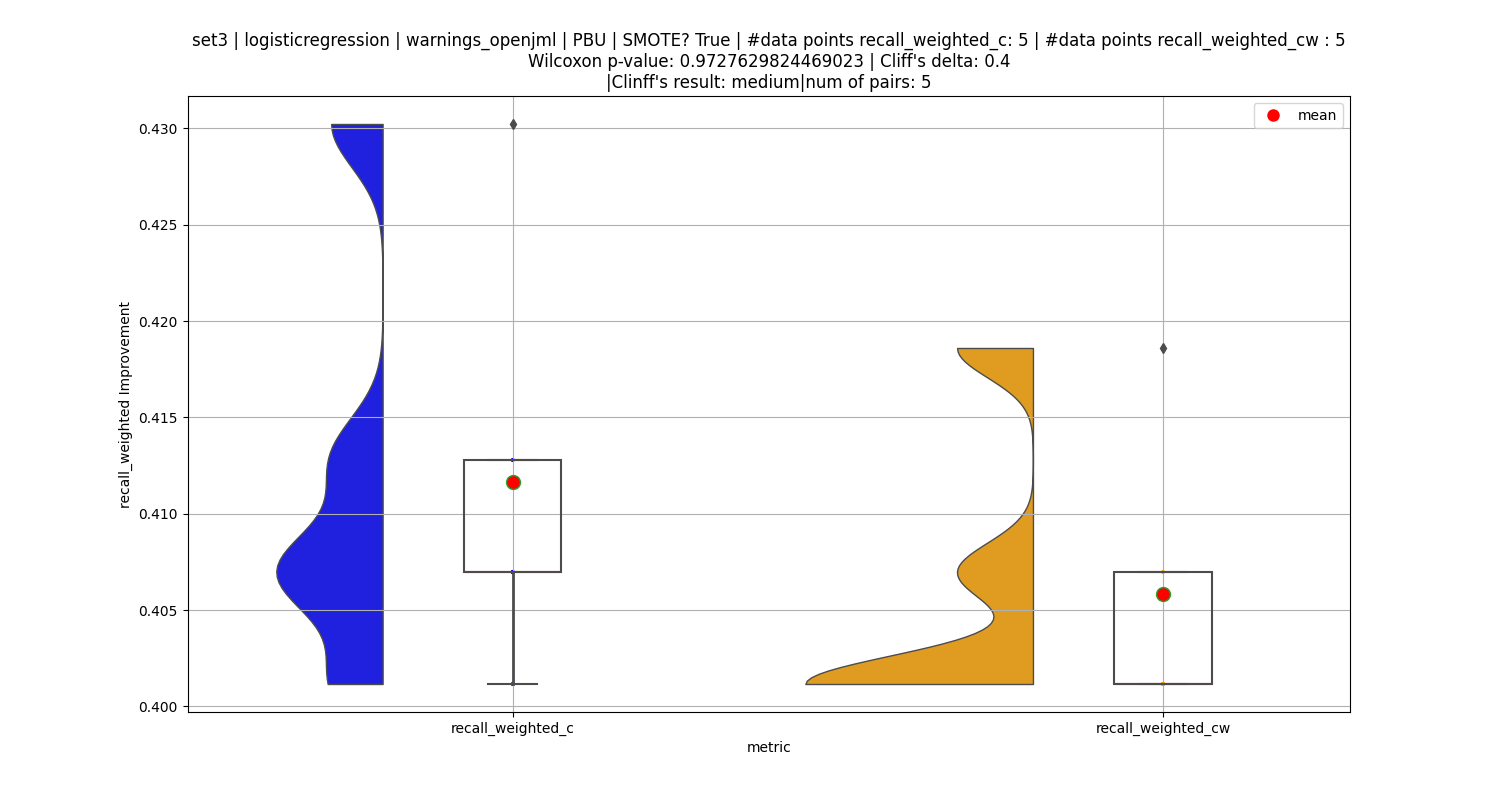 set3 | logisticregression | warnings_openjml | PBU | SMOTE? True | #data points recall_weighted_c: 5 | #data points recall_weighted_cw : 5
Wilcoxon p-value: 0.9727629824469023 | Cliff's delta: 0.4
|Clinff's result: medium|num of pairs: 5
mean
0.430
0.425
0.420
0.415
0.410
0.405
0.400
recall_weighted Improvement
recall_weighted_c
recall_weighted_cw
metric